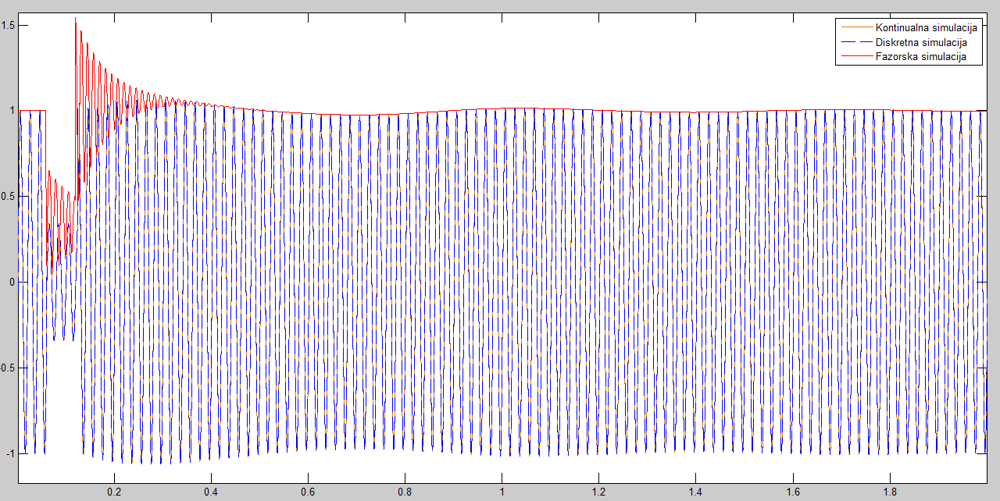 1.5
Kontinualna simulacija
Diskretna simulacija
Fazorska simulacija
1
0.5
0
-0.5
-1
0.2 0.4 0.6 0.8 1 1.2 1.4 1.6 1.8